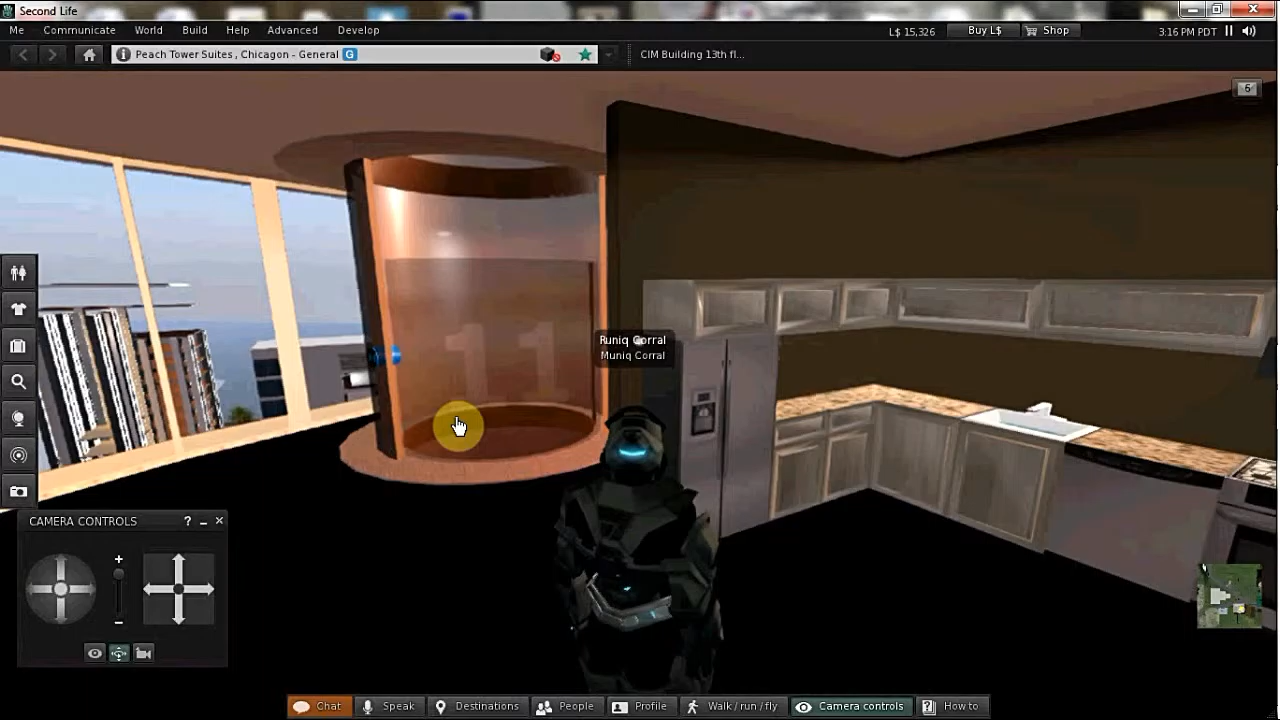 Second Life
Me Communicate World Build Help Advanced Develop
L$ 15,326 Buy L$ Shop 3:16 PM PDT
Peach Tower Suites , Chicagon - General G
CIM Building 13th fl...
6
11
Runiq Corral
Muniq Corral
CAMERA CONTROLS ?
Chat Speak Destinations People Profile Walk / run / fly Camera controls How to